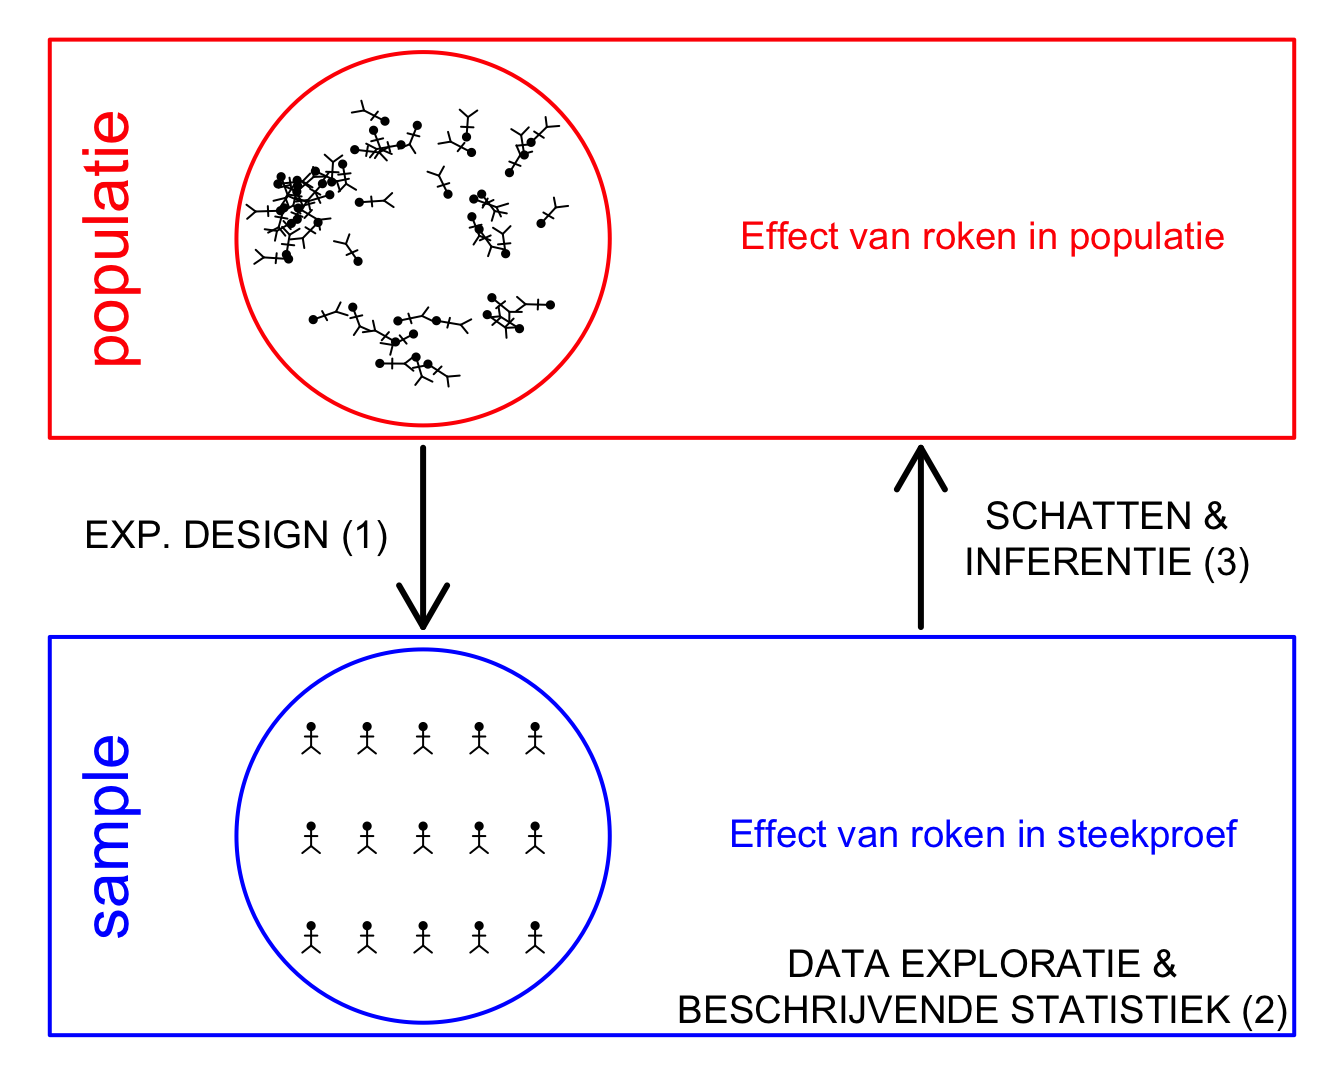 populatie
Effect van roken in populatie
EXP. DESIGN (1)
SCHATTEN &
INFERENTIE (3)
sample
Effect van roken in steekproef
DATA EXPLORATIE &
BESCHRIJVENDE STATISTIEK (2)